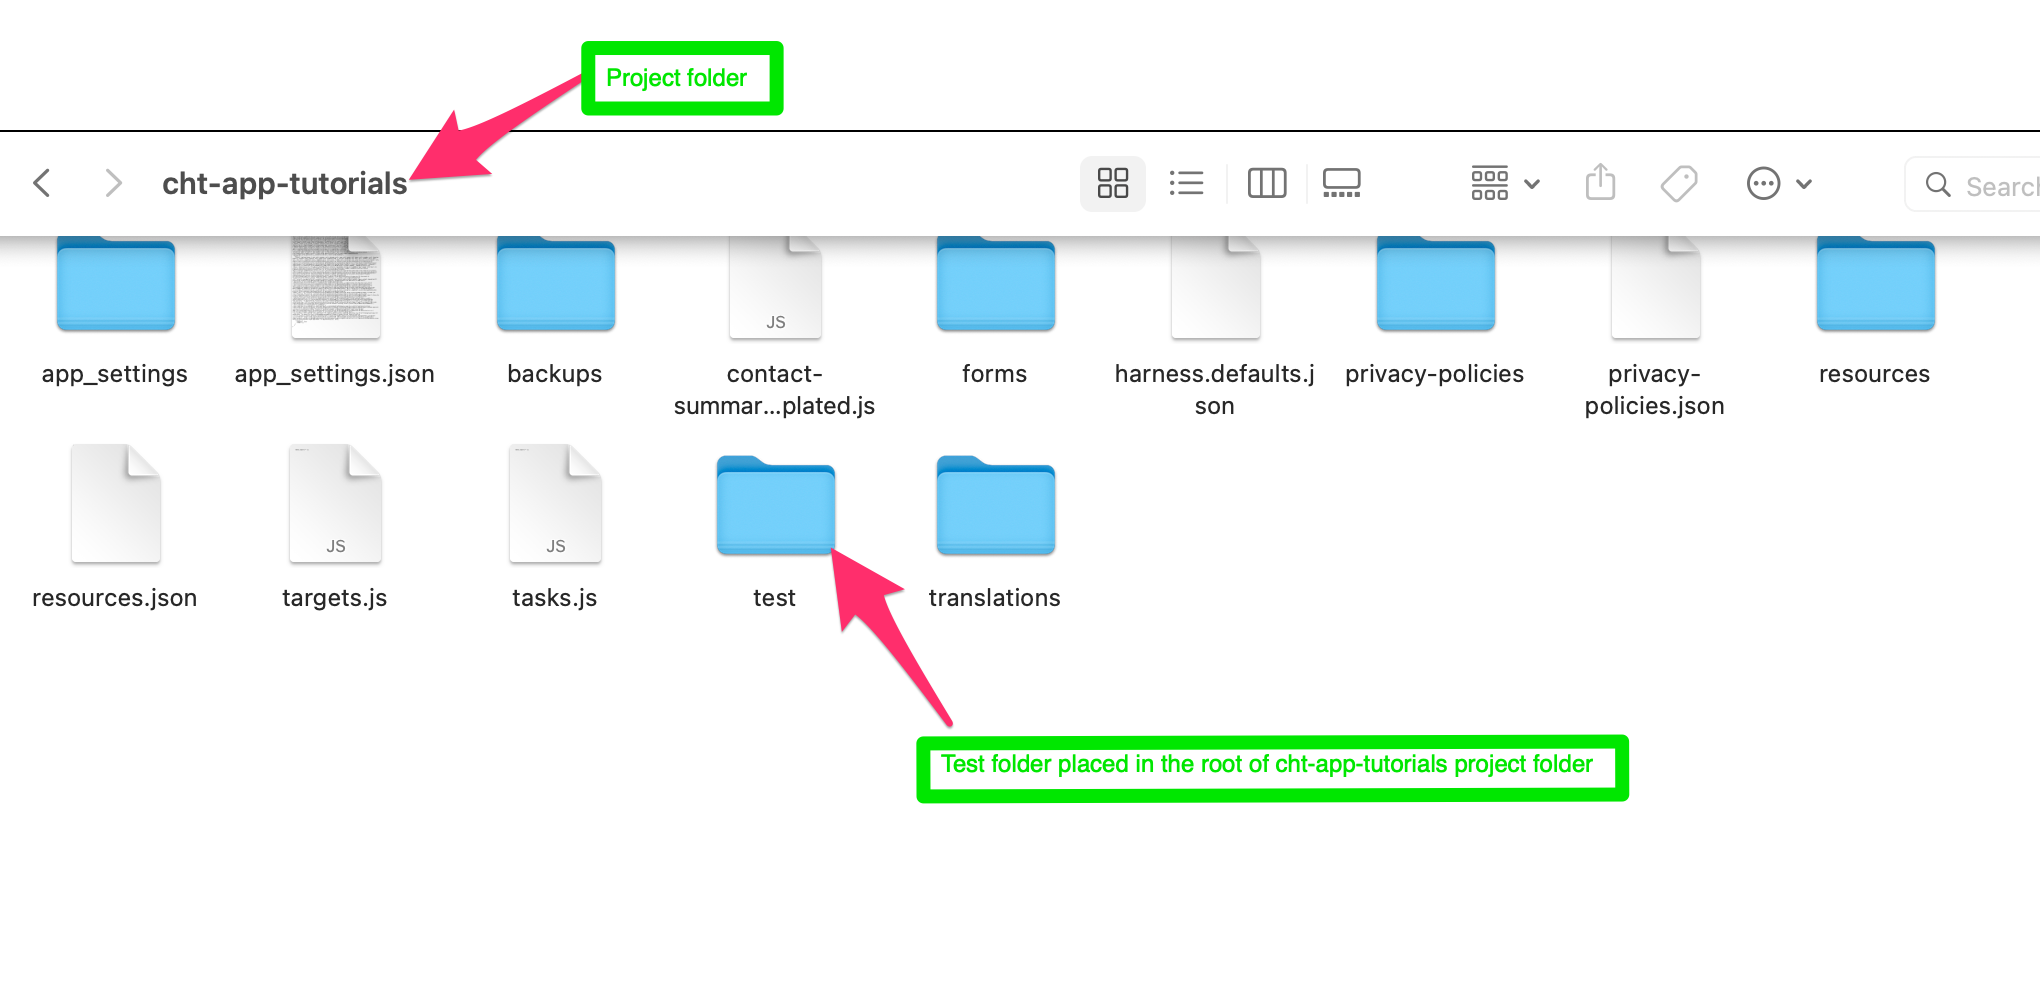 Project folder
cht-app-tutorials
Search
JS
app_settings
app_settings.json
backups
contact-
summar...plated.js
forms
harness.defaults.j
son
privacy-policies
privacy-
policies.json
resources
JS
JS
resources.json
targets.js
tasks.js
test
translations
Test folder placed in the root of cht-app-tutorials project folder